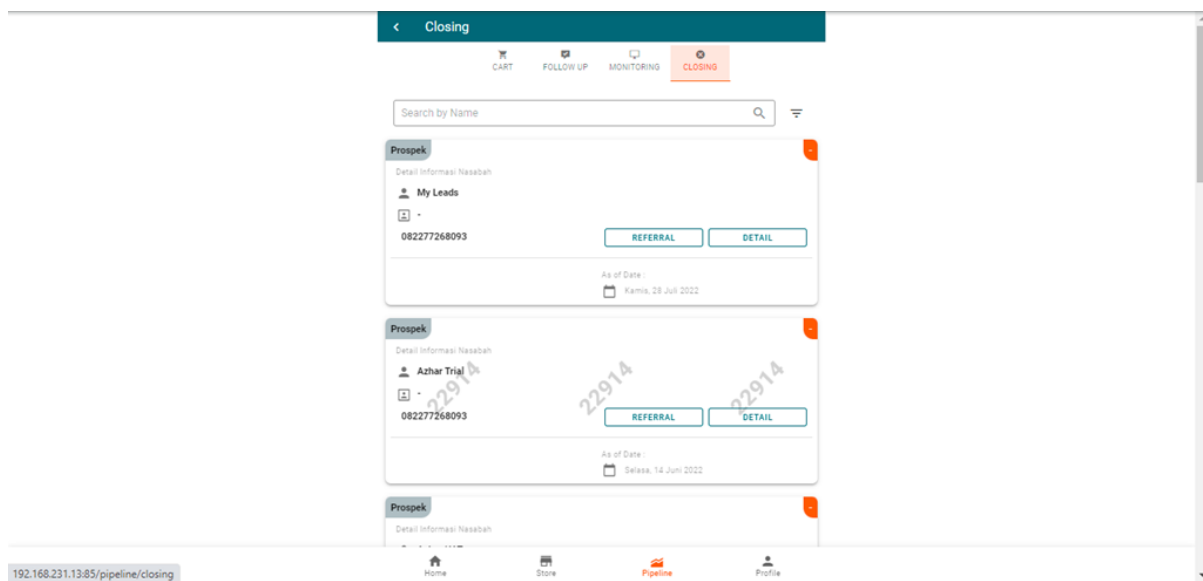 Closing
CART FOLLOW UP MONITORING CLOSING
Search by Name
Prospek -
Detail Informasi Nasabah
My Leads
-
082277268093 REFERRAL DETAIL
As of Date :
Kamis, 28 Juli 2022
Prospek -
Detail Informasi Nasabah
Azhar Trial
-
22914 22914 22914
082277268093 REFERRAL DETAIL
As of Date :
Selasa, 14 Juni 2022
Prospek -
Detail Informasi Nasabah
Home Store Pipeline Profile
192.168.231.13:85/pipeline/closing